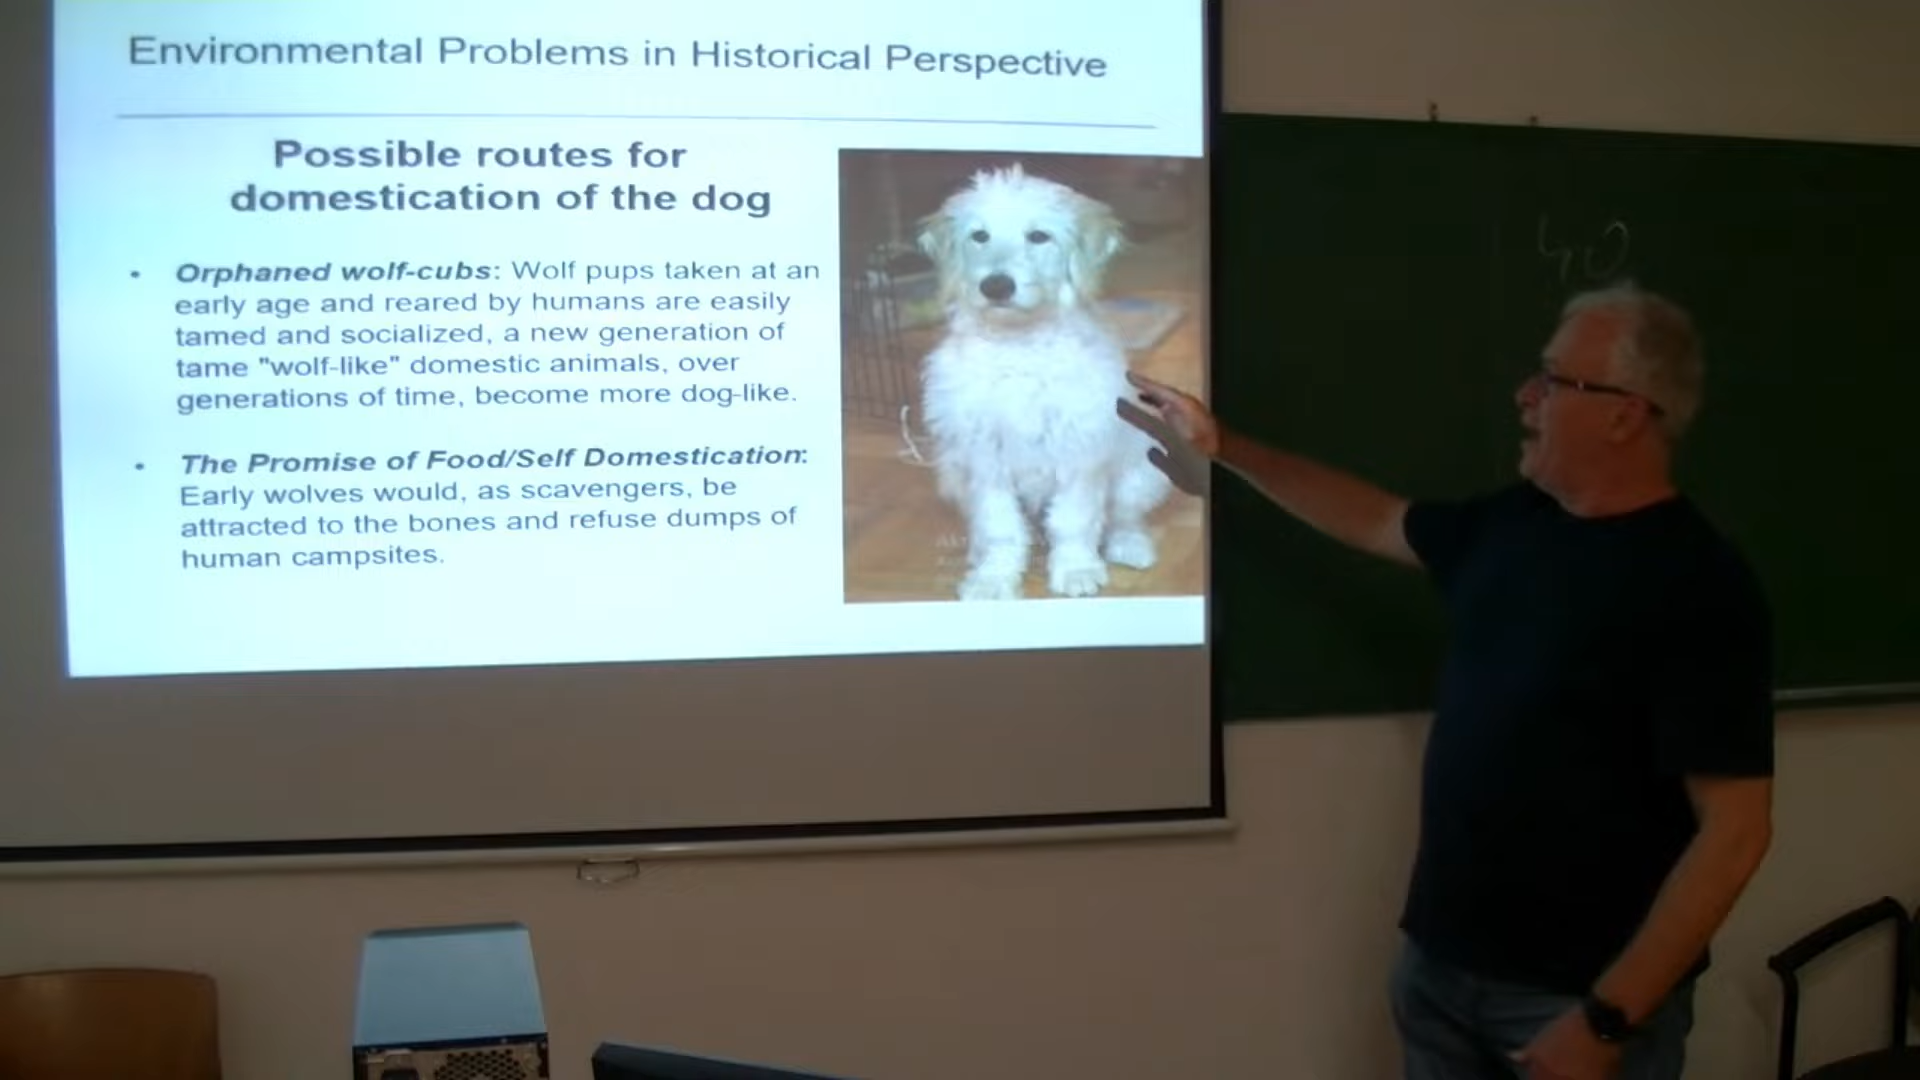 Environmental Problems in Historical Perspective
Possible routes for
domestication of the dog
• Orphaned wolf-cubs: Wolf pups taken at an
early age and reared by humans are easily
tamed and socialized, a new generation of
tame "wolf-like" domestic animals, over
generations of time, become more dog-like.
• The Promise of Food/Self Domestication:
Early wolves would, as scavengers, be
attracted to the bones and refuse dumps of
human campsites.
40